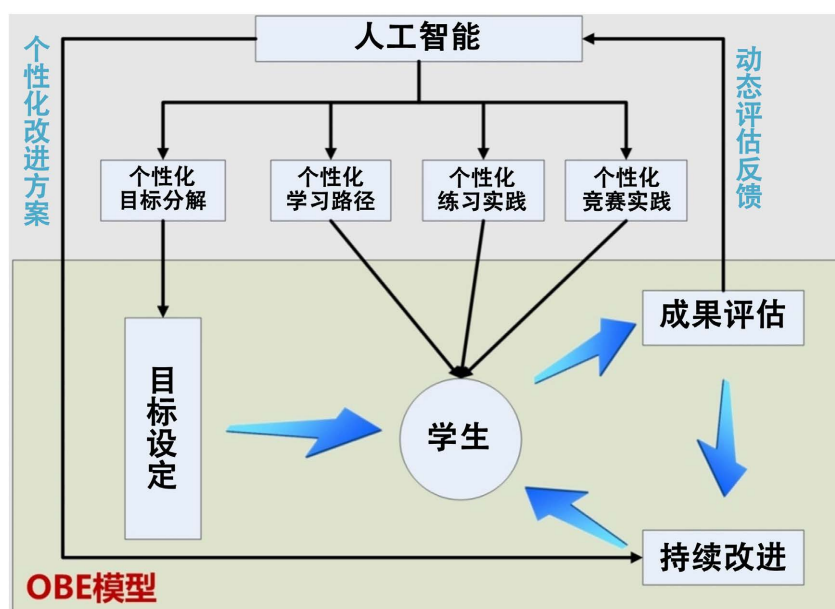 人工智能
个性化改进方案
动态评估反馈
个性化
目标分解
个性化
学习路径
个性化
练习实践
个性化
竞赛实践
成果评估
目标设定
学生
持续改进
OBE模型